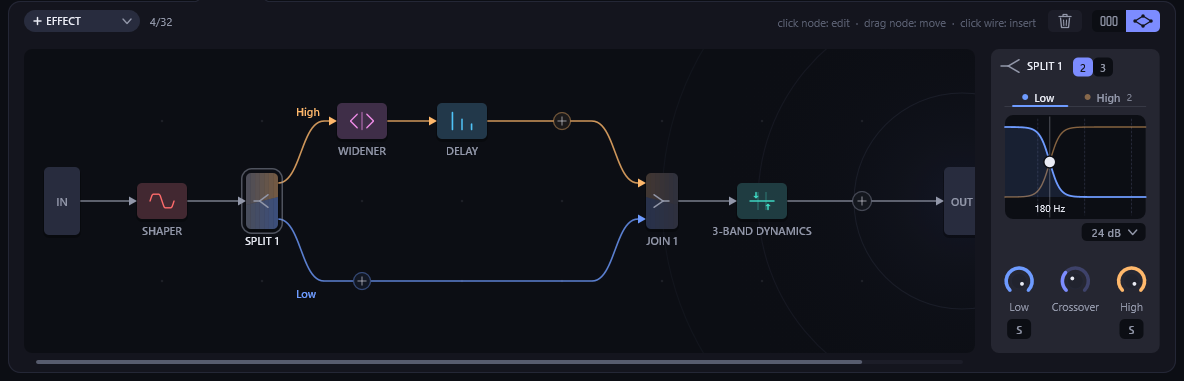 + EFFECT
4/32
click node: edit · drag node: move · click wire: insert
IN
SHAPER
SPLIT 1
High
WIDENER
DELAY
Low
JOIN 1
3-BAND DYNAMICS
OUT
SPLIT 1
2
3
Low
High 2
180 Hz
24 dB
Low
Crossover
High
S
S